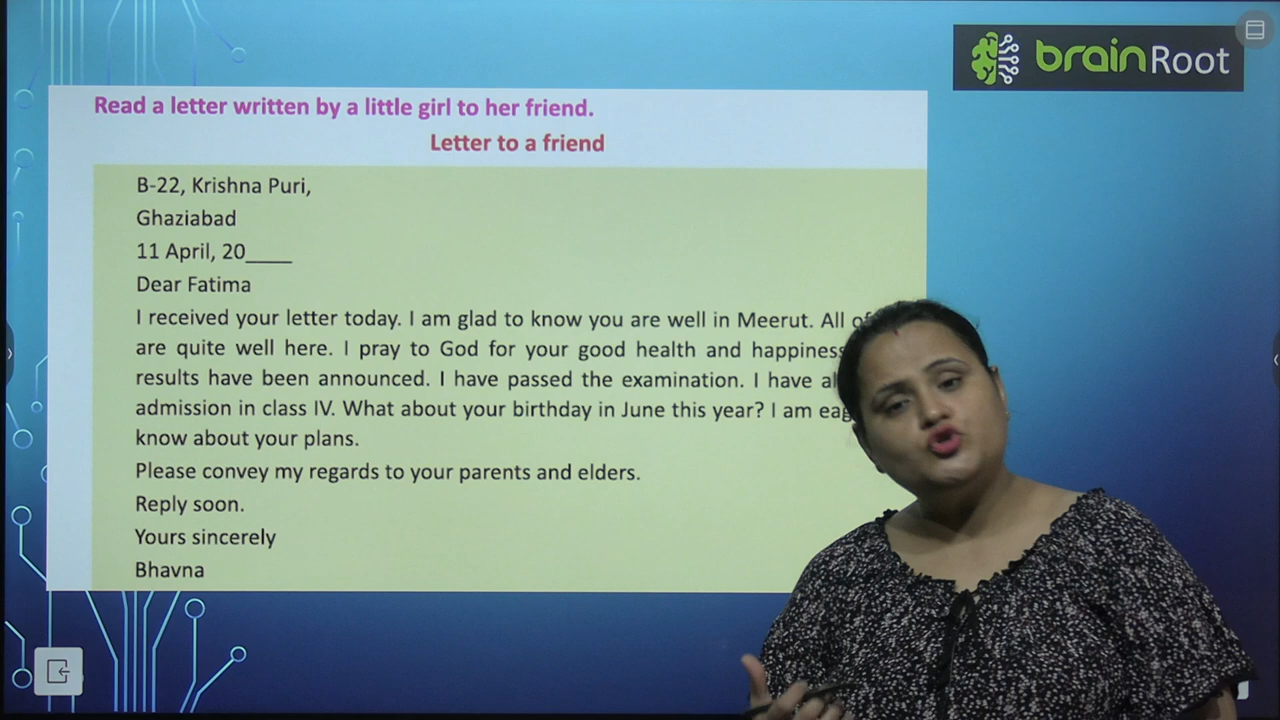 brainRoot
Read a letter written by a little girl to her friend.
Letter to a friend
B-22, Krishna Puri,
Ghaziabad
11 April, 20____
Dear Fatima
I received your letter today. I am glad to know you are well in Meerut. All of
are quite well here. I pray to God for your good health and happiness
results have been announced. I have passed the examination. I have
admission in class IV. What about your birthday in June this year? I am
know about your plans.
Please convey my regards to your parents and elders.
Reply soon.
Yours sincerely
Bhavna